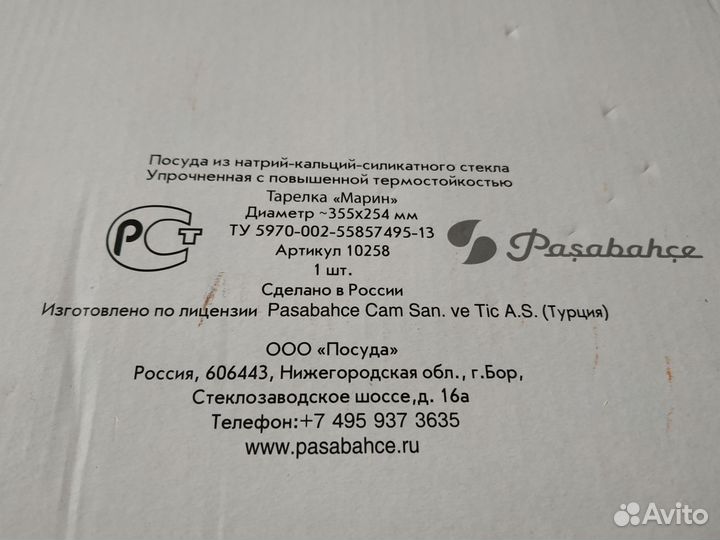 Посуда из натрий-кальций-силикатного стекла
Упрочненная с повышенной термостойкостью
Тарелка «Марин»
Диаметр ~355х254 мм
ТУ 5970-002-55857495-13
Артикул 10258
1 шт.
Сделано в России
РСТ
Paşabahçe
Изготовлено по лицензии Pasabahce Cam San. ve Tic A.S. (Турция)
ООО «Посуда»
Россия, 606443, Нижегородская обл., г.Бор,
Стеклозаводское шоссе,д. 16а
Телефон:+7 495 937 3635
www.pasabahce.ru
Avito